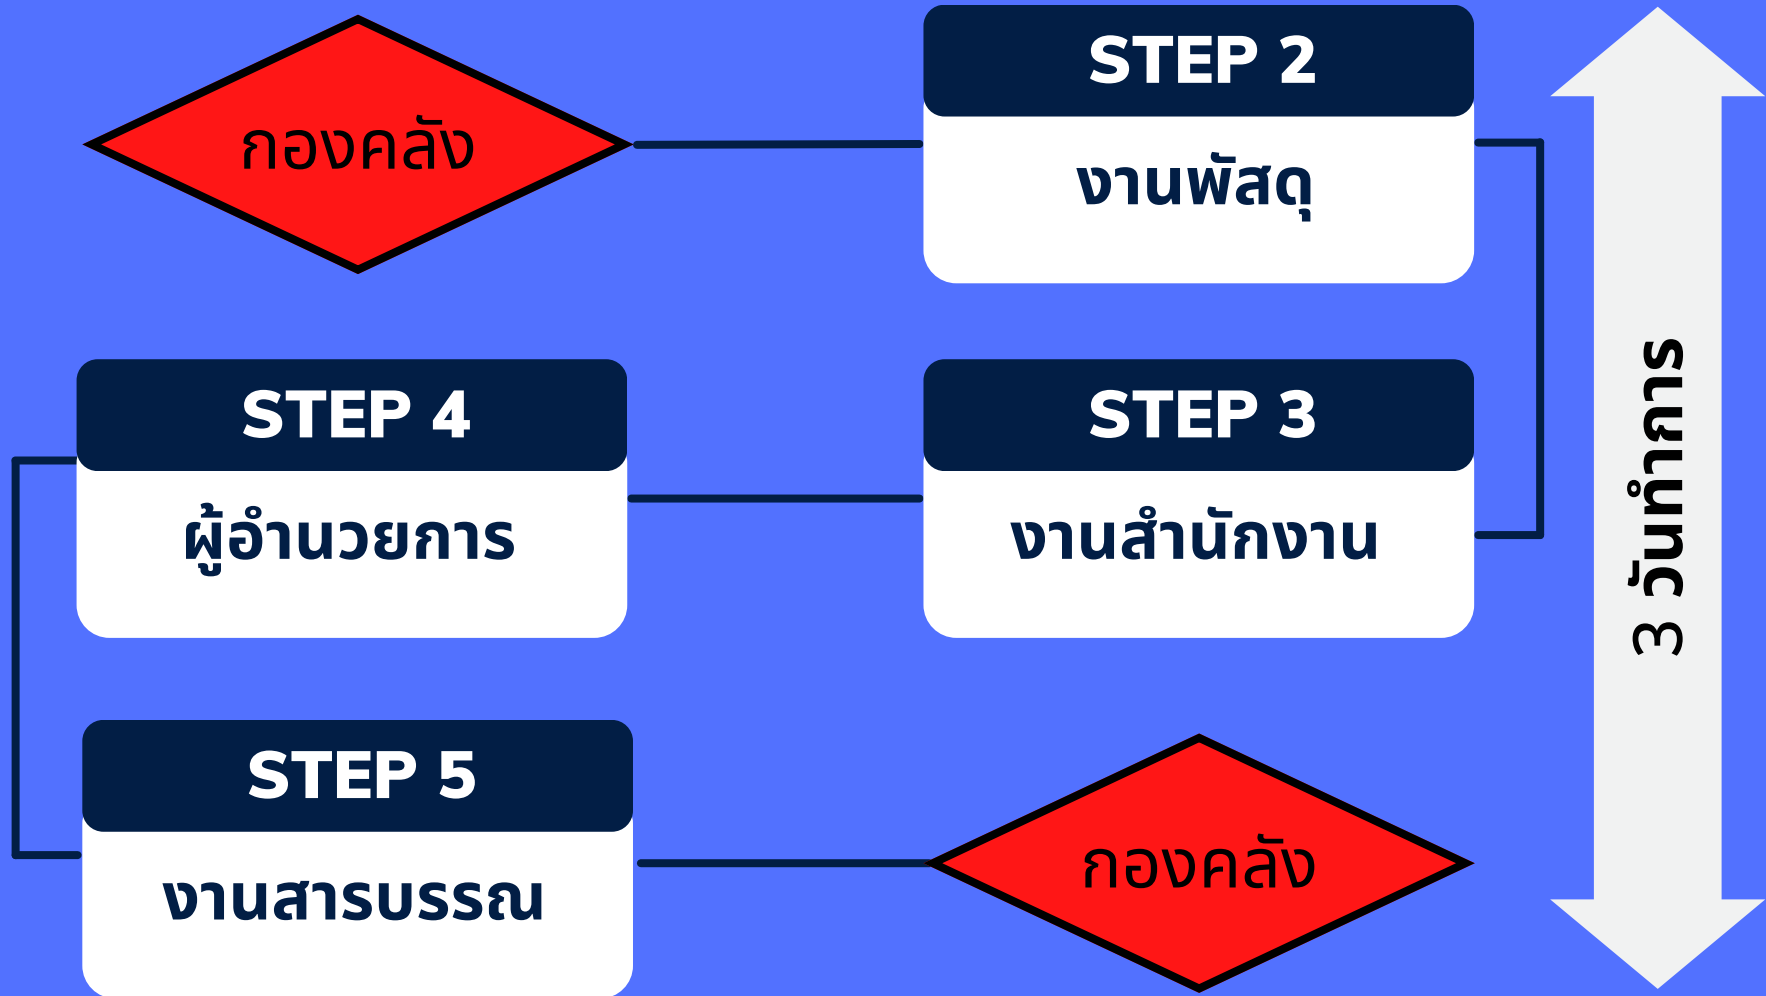 กองคลัง
STEP 2
งานพัสดุ
STEP 4
ผู้อำนวยการ
STEP 3
งานสำนักงาน
STEP 5
งานสารบรรณ
กองคลัง
3 วันทำการ